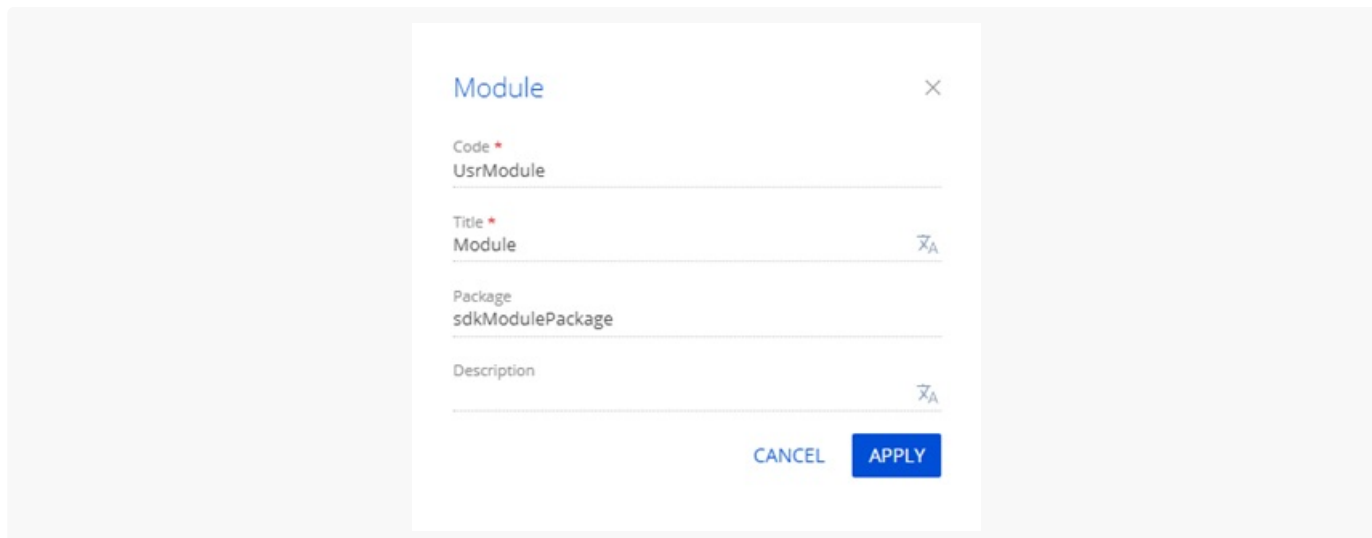 Module
Code *
UsrModule
Title *
Module
Package
sdkModulePackage
Description
CANCEL APPLY